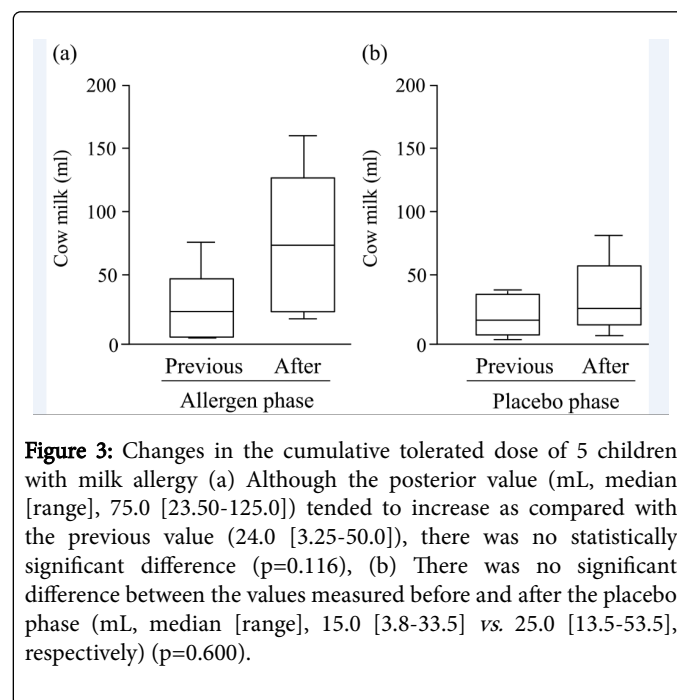 (a)
200
150
100
50
0
Cow milk (ml)
Previous After
Allergen phase
(b)
200
150
100
50
0
Cow milk (ml)
Previous After
Placebo phase
Figure 3: Changes in the cumulative tolerated dose of 5 children
with milk allergy (a) Although the posterior value (mL, median
[range], 75.0 [23.50-125.0]) tended to increase as compared with
the previous value (24.0 [3.25-50.0]), there was no statistically
significant difference (p=0.116), (b) There was no significant
difference between the values measured before and after the placebo
phase (mL, median [range], 15.0 [3.8-33.5] vs. 25.0 [13.5-53.5],
respectively) (p=0.600).